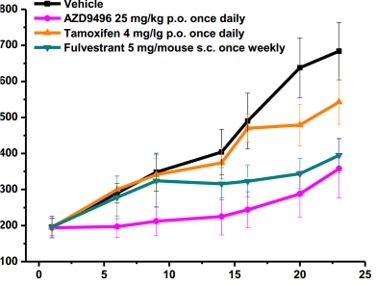 Vehicle
AZD9496 25 mg/kg p.o. once daily
Tamoxifen 4 mg/lg p.o. once daily
Fulvestrant 5 mg/mouse s.c. once weekly
800
700
600
500
400
300
200
100
0 5 10 15 20 25